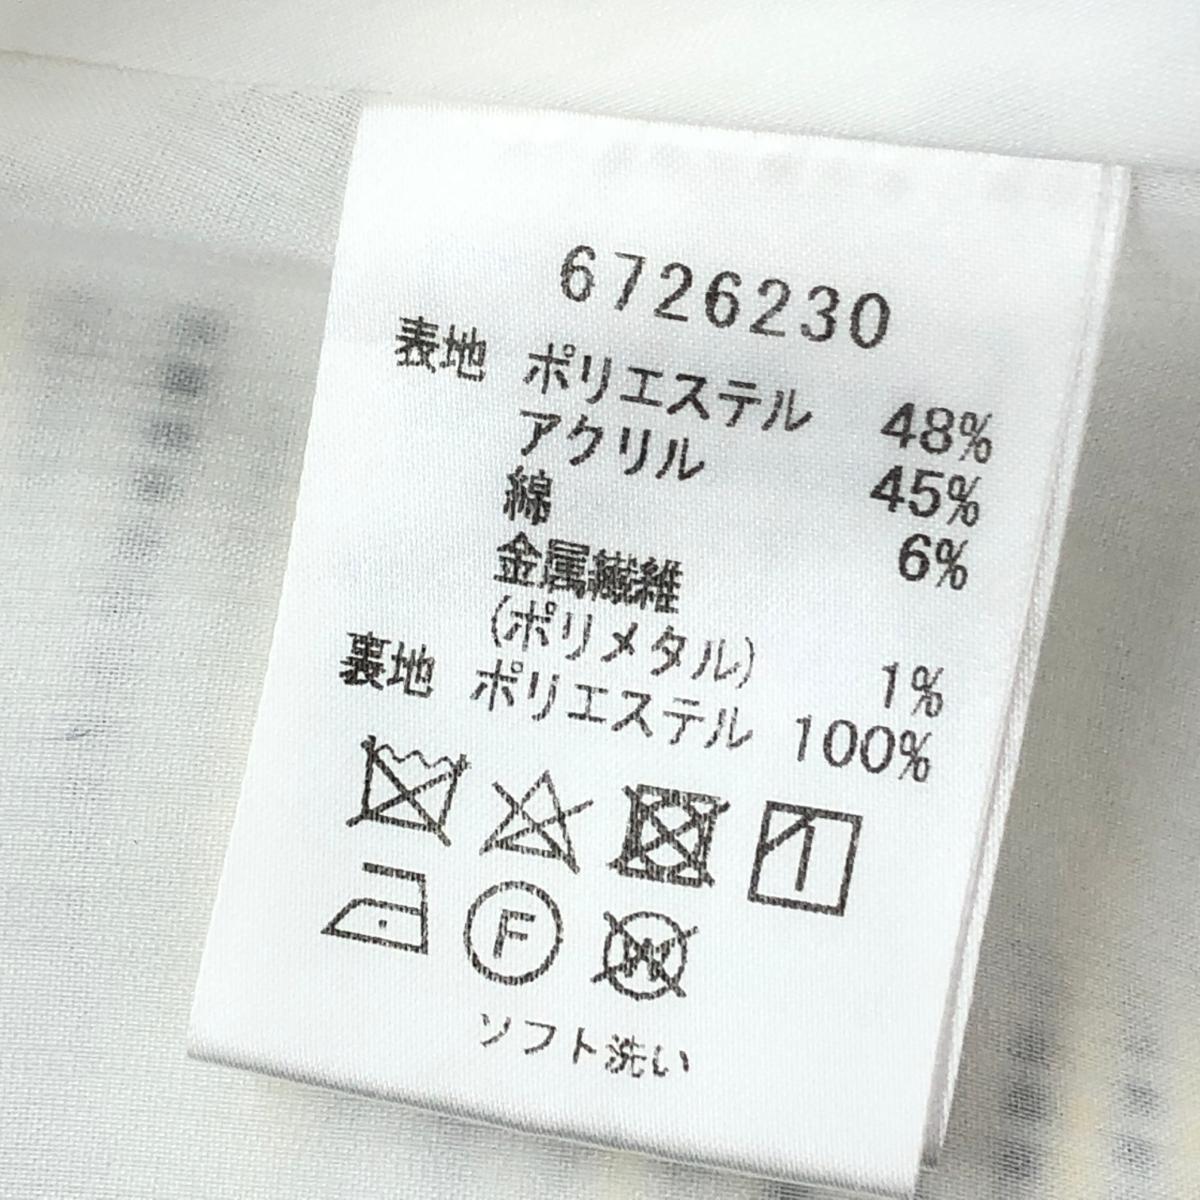 6726230
表地 ポリエステル 48%
アクリル 45%
綿 6%
金属繊維
(ポリメタル) 1%
裏地 ポリエステル 100%
F W
ソフト洗い